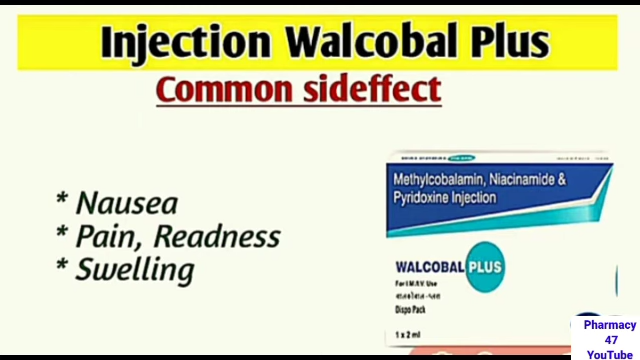 Injection Walcobal Plus
Common sideffect
* Nausea
* Pain, Readness
* Swelling
Methylcobalamin, Niacinamide &
Pyridoxine Injection
WALCOBAL PLUS
For I.M./I.V. Use
Dispo Pack
1 x 2 ml
Pharmacy
47
YouTube